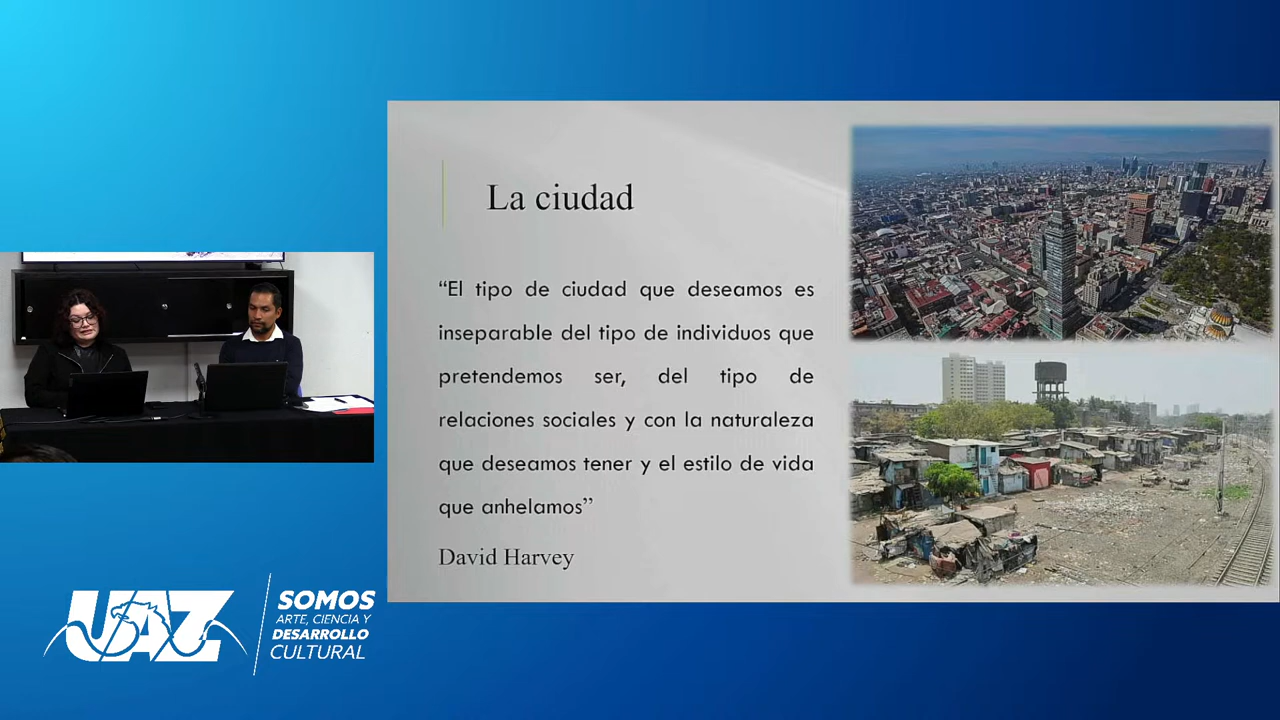 La ciudad
“El tipo de ciudad que deseamos es
inseparable del tipo de individuos que
pretendemos ser, del tipo de
relaciones sociales y con la naturaleza
que deseamos tener y el estilo de vida
que anhelamos”
David Harvey
UAZ
SOMOS
ARTE, CIENCIA Y
DESARROLLO
CULTURAL